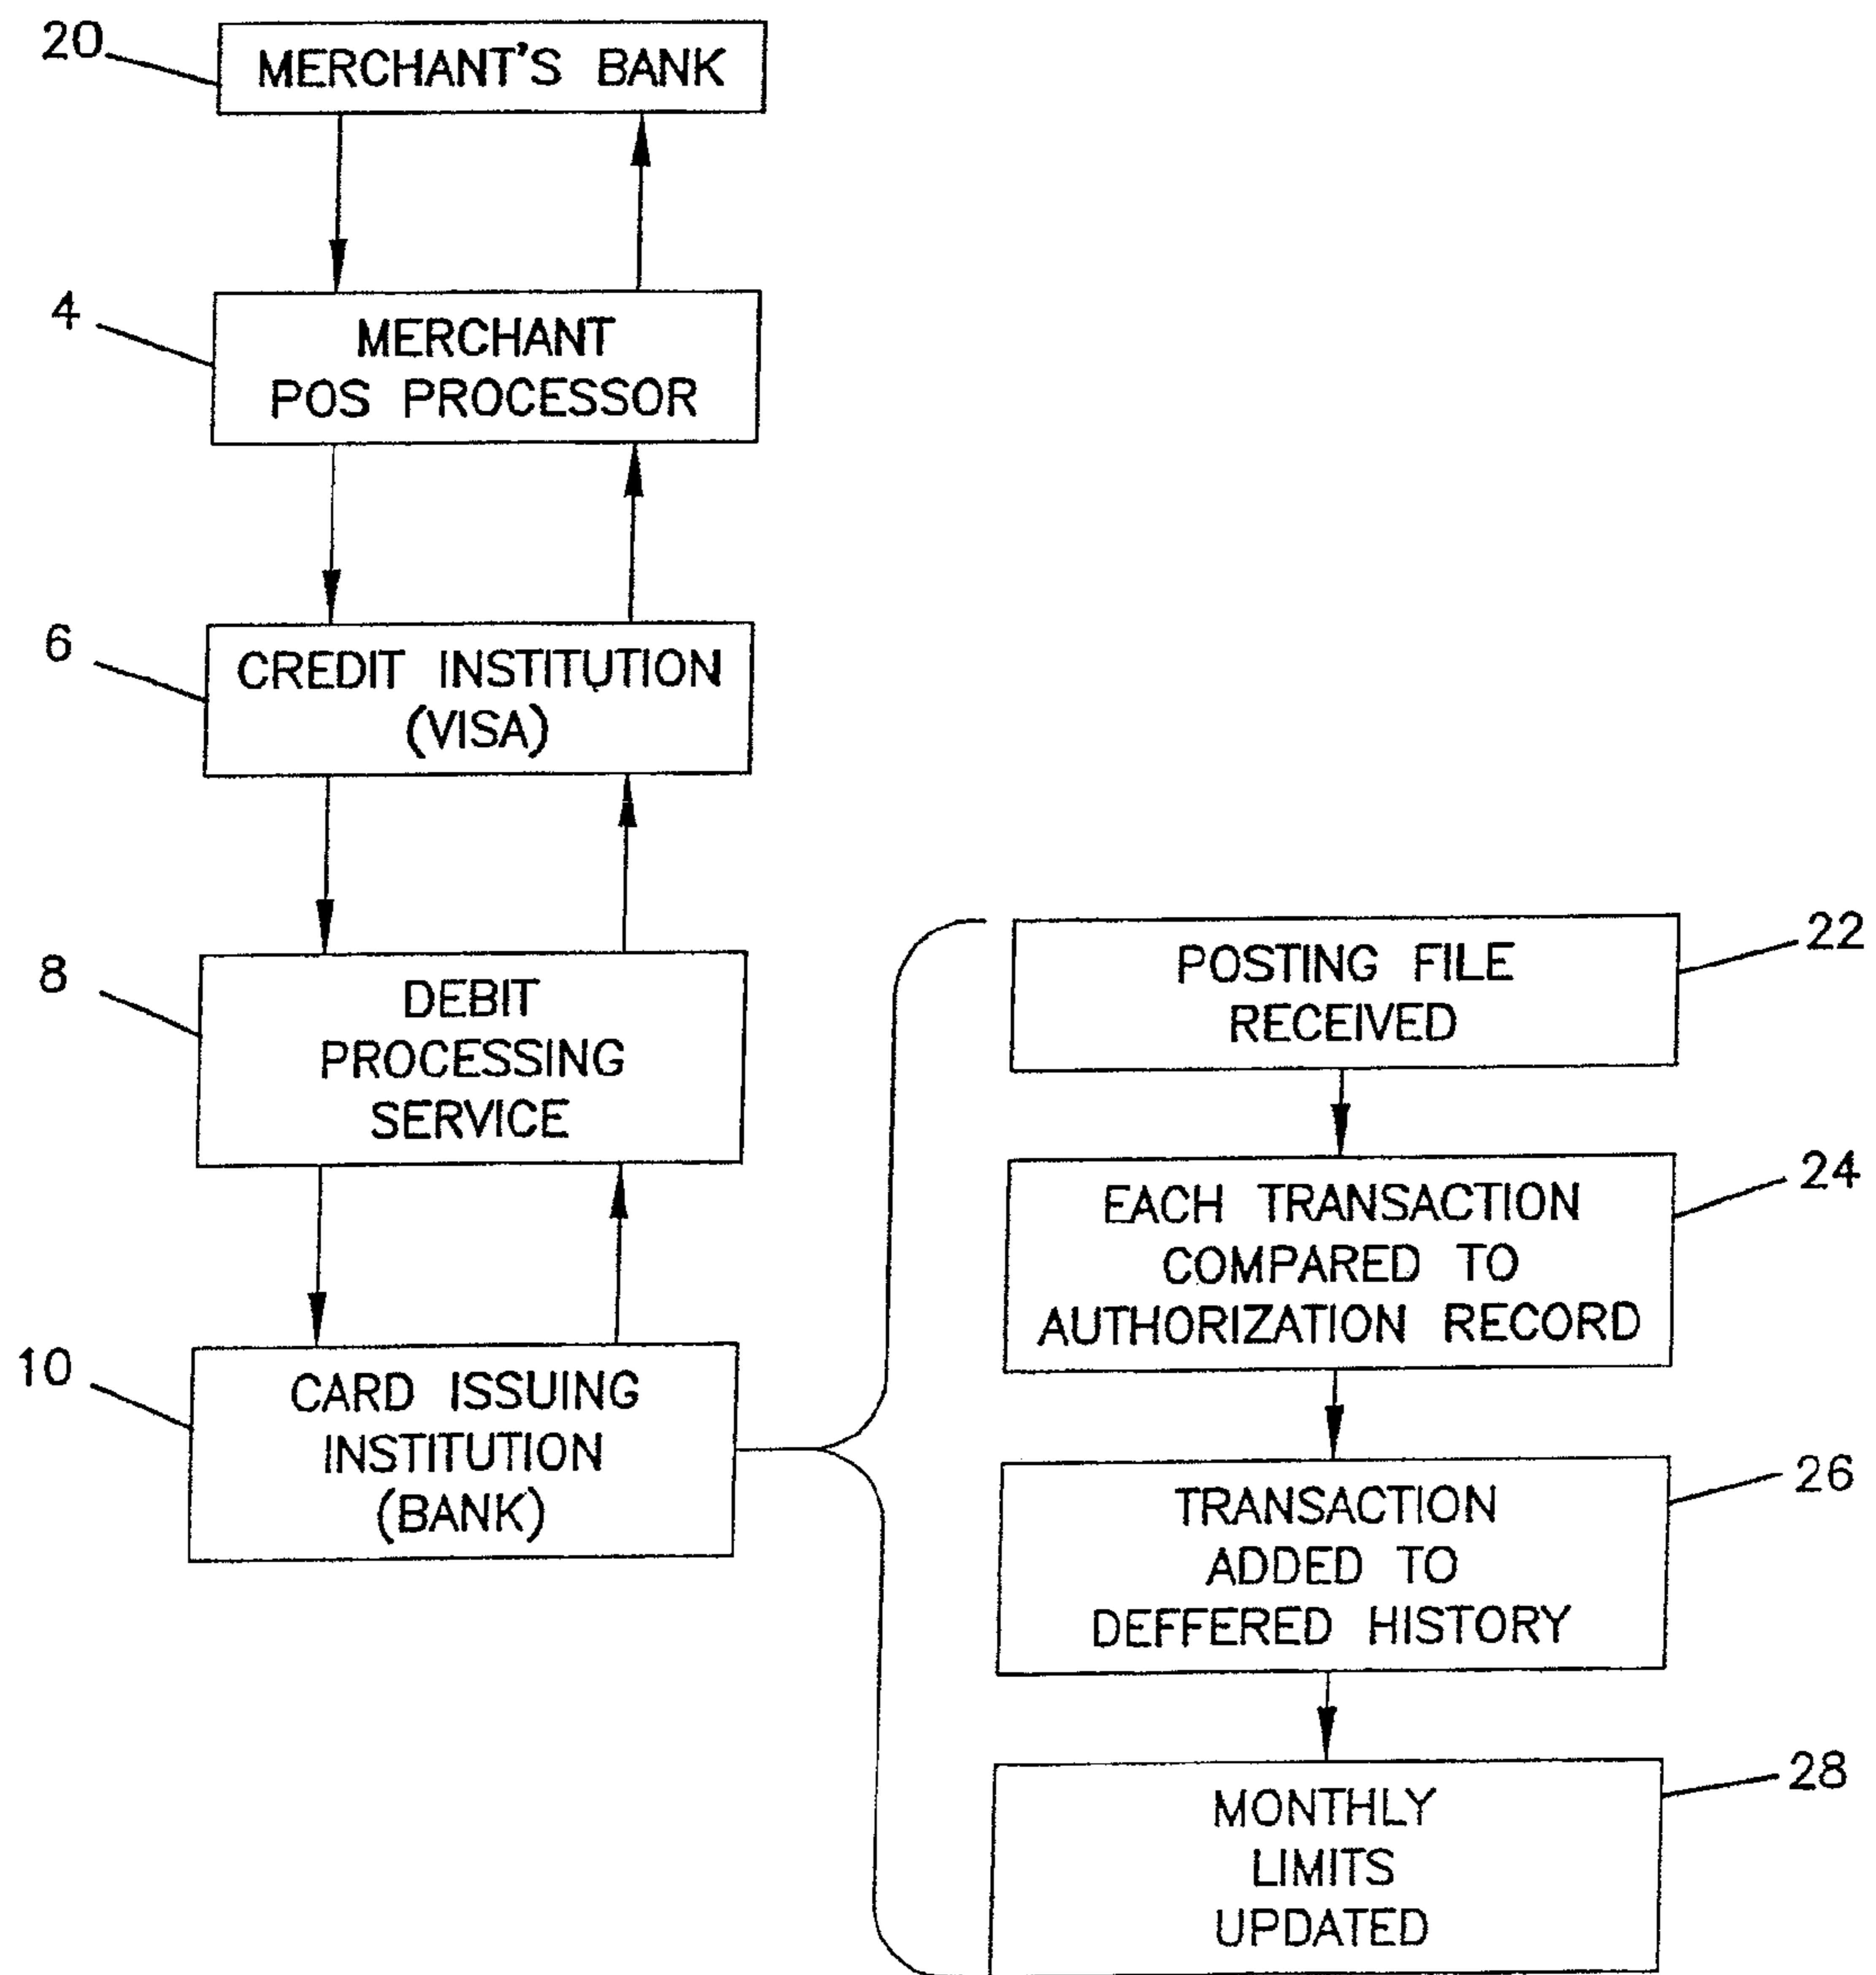 20
MERCHANT'S BANK
4
MERCHANT
POS PROCESSOR
6
CREDIT INSTITUTION
(VISA)
8
DEBIT
PROCESSING
SERVICE
10
CARD ISSUING
INSTITUTION
(BANK)
POSTING FILE
RECEIVED
22
EACH TRANSACTION
COMPARED TO
AUTHORIZATION RECORD
24
TRANSACTION
ADDED TO
DEFFERED HISTORY
26
MONTHLY
LIMITS
UPDATED
28